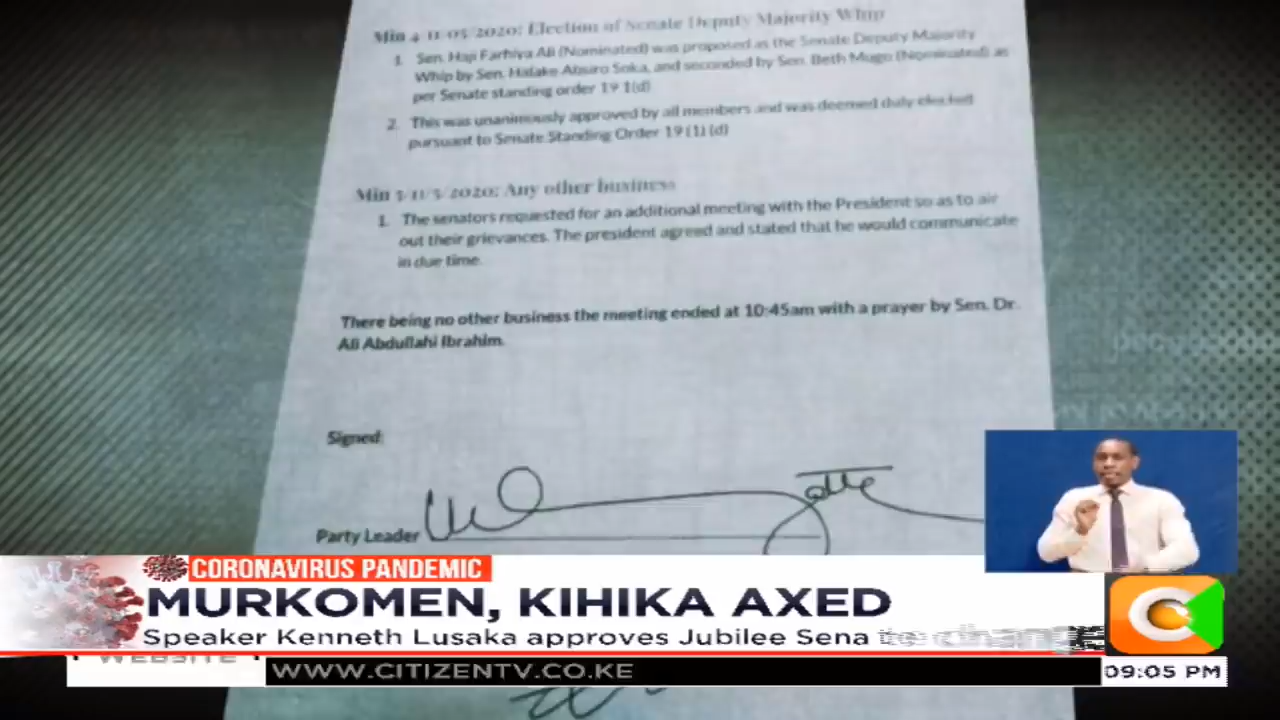 Min 4 11/05/2020: Election of Senate Deputy Majority Whip
1. Sen. Haji Farhiya Ali (Nominated) was proposed as the Senate Deputy Majority
Whip by Sen. Halake Abshiro Soka, and seconded by Sen. Beth Mugo (Nominated) as
per Senate standing order 19 1(d)
2. This was unanimously approved by all members and was deemed duly elected
pursuant to Senate Standing Order 19 (1) (d)
Min 5/11/5/2020: Any other business
1. The senators requested for an additional meeting with the President so as to air
out their grievances. The president agreed and stated that he would communicate
in due time.
There being no other business the meeting ended at 10:45am with a prayer by Sen. Dr.
Ali Abdullahi Ibrahim.
Signed:
Party Leader
CORONAVIRUS PANDEMIC
MURKOMEN, KIHIKA AXED
Speaker Kenneth Lusaka approves Jubilee Sena
WEBSITE
WWW.CITIZENTV.CO.KE
C
09:05 PM